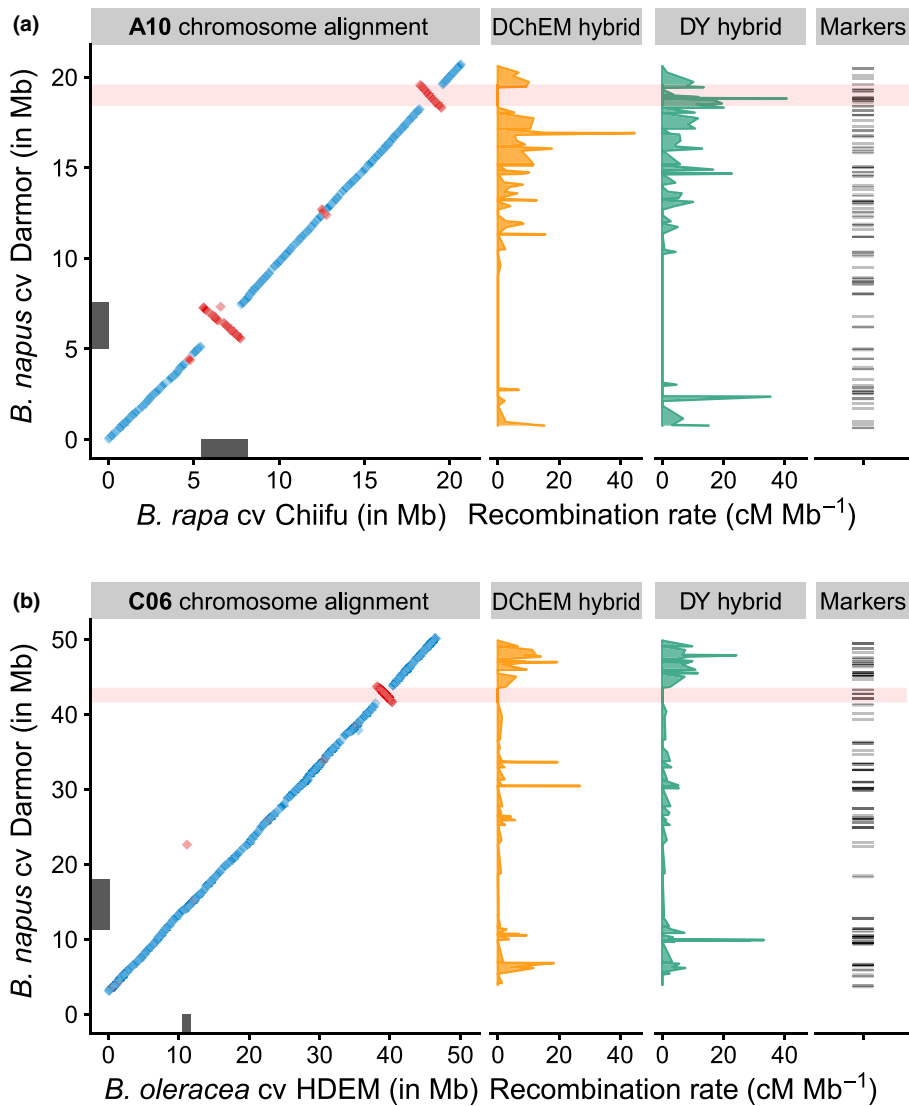 (a)
A10 chromosome alignment
DChEM hybrid
DY hybrid
Markers
B. napus cv Darmor (in Mb)
20
15
10
5
0
0 5 10 15 20
0 20 40
0 20 40
B. rapa cv Chiifu (in Mb)
Recombination rate (cM Mb⁻¹)
(b)
C06 chromosome alignment
DChEM hybrid
DY hybrid
Markers
B. napus cv Darmor (in Mb)
50
40
30
20
10
0
0 10 20 30 40 50
0 20 40
0 20 40
B. oleracea cv HDEM (in Mb)
Recombination rate (cM Mb⁻¹)